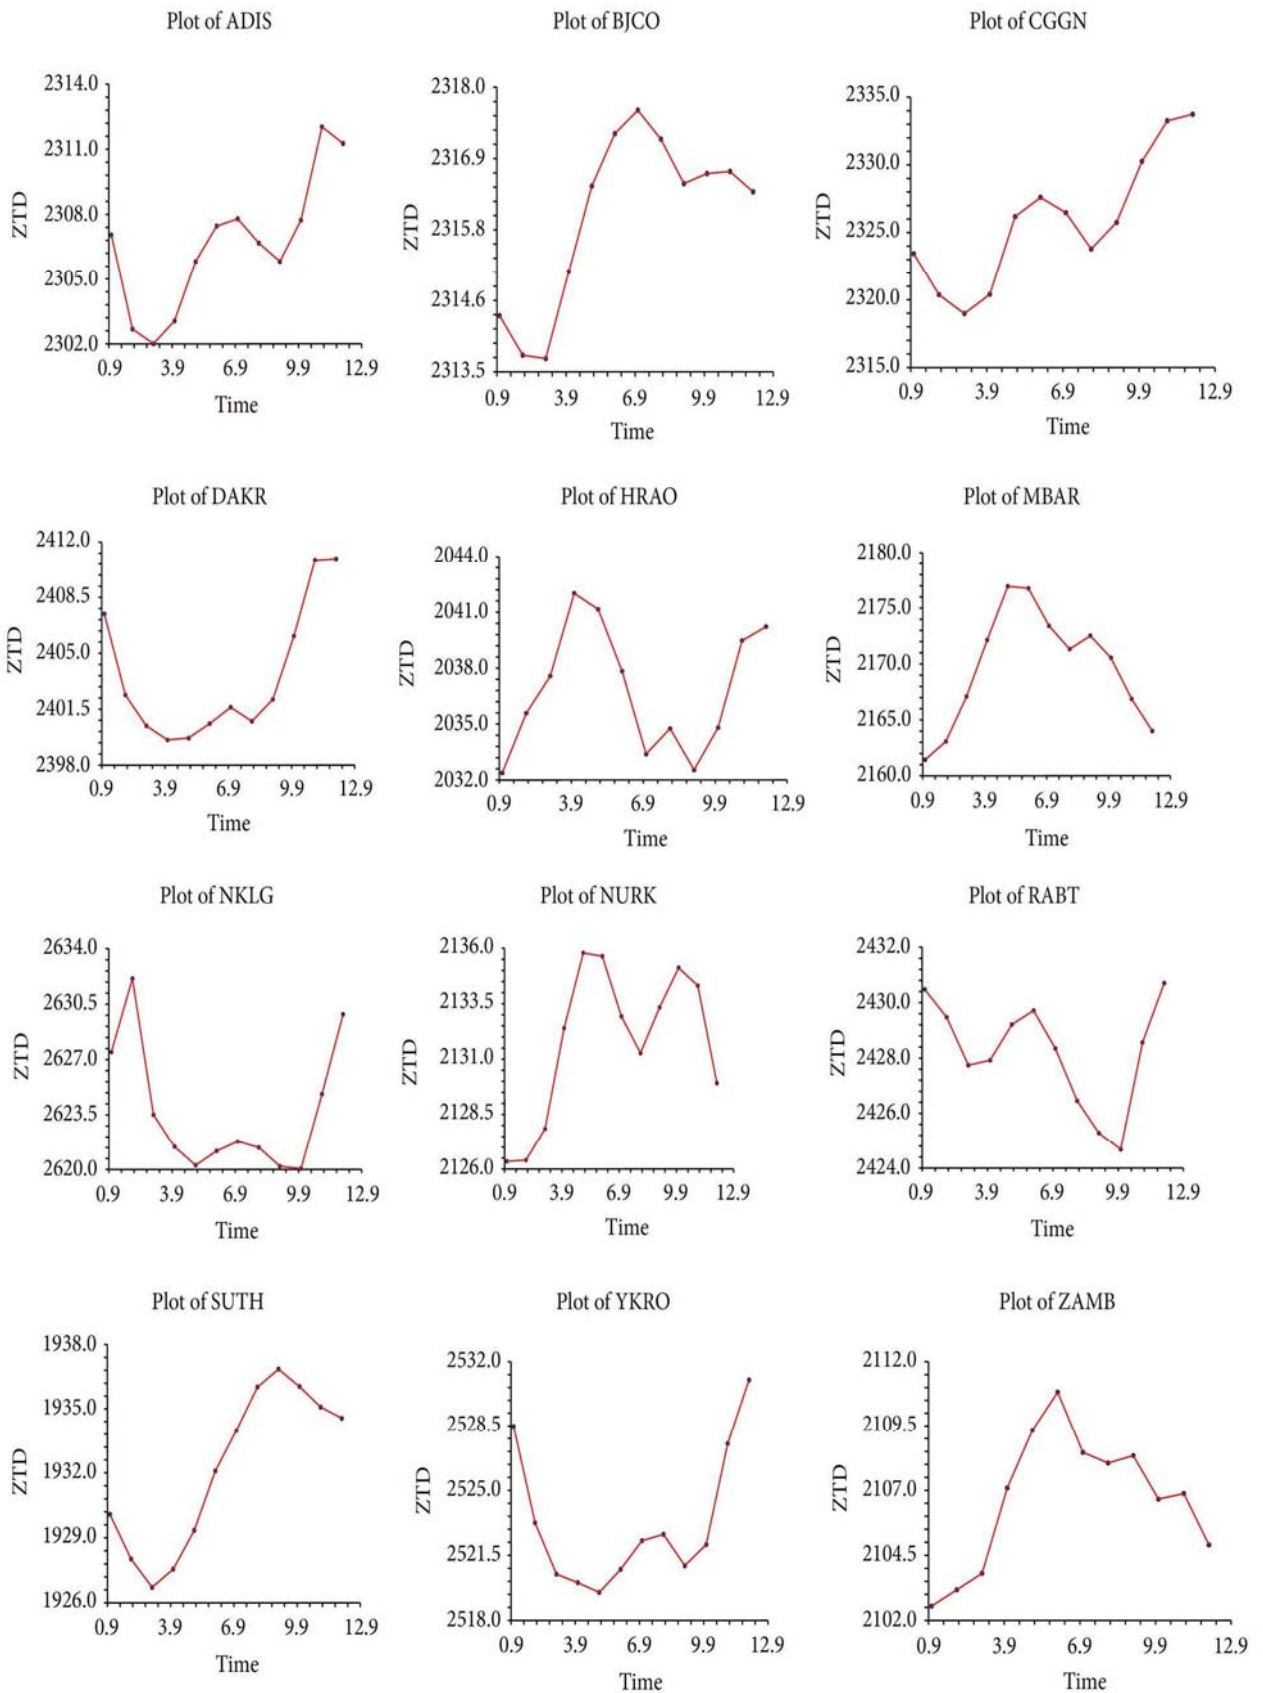 Plot of ADIS
2314.0
2311.0
2308.0
2305.0
2302.0
ZTD
0.9 3.9 6.9 9.9 12.9
Time
Plot of BJCO
2318.0
2316.9
2315.8
2314.6
2313.5
ZTD
0.9 3.9 6.9 9.9 12.9
Time
Plot of CGGN
2335.0
2330.0
2325.0
2320.0
2315.0
ZTD
0.9 3.9 6.9 9.9 12.9
Time
Plot of DAKR
2412.0
2408.5
2405.0
2401.5
2398.0
ZTD
0.9 3.9 6.9 9.9 12.9
Time
Plot of HRAO
2044.0
2041.0
2038.0
2035.0
2032.0
ZTD
0.9 3.9 6.9 9.9 12.9
Time
Plot of MBAR
2180.0
2175.0
2170.0
2165.0
2160.0
ZTD
0.9 3.9 6.9 9.9 12.9
Time
Plot of NKLG
2634.0
2630.5
2627.0
2623.5
2620.0
ZTD
0.9 3.9 6.9 9.9 12.9
Time
Plot of NURK
2136.0
2133.5
2131.0
2128.5
2126.0
ZTD
0.9 3.9 6.9 9.9 12.9
Time
Plot of RABT
2432.0
2430.0
2428.0
2426.0
2424.0
ZTD
0.9 3.9 6.9 9.9 12.9
Time
Plot of SUTH
1938.0
1935.0
1932.0
1929.0
1926.0
ZTD
0.9 3.9 6.9 9.9 12.9
Time
Plot of YKRO
2532.0
2528.5
2525.0
2521.5
2518.0
ZTD
0.9 3.9 6.9 9.9 12.9
Time
Plot of ZAMB
2112.0
2109.5
2107.0
2104.5
2102.0
ZTD
0.9 3.9 6.9 9.9 12.9
Time